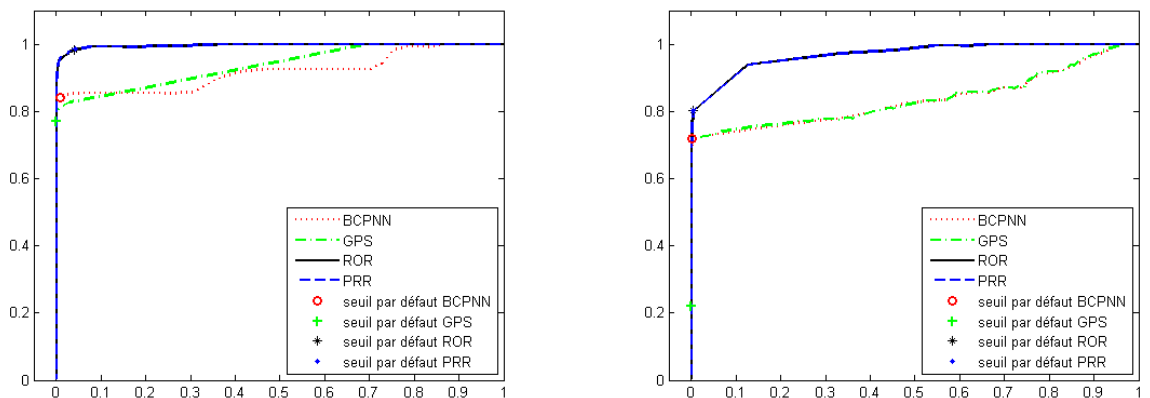 1
0.8
0.6
0.4
0.2
0
0 0.1 0.2 0.3 0.4 0.5 0.6 0.7 0.8 0.9 1
BCPNN
GPS
ROR
PRR
seuil par défaut BCPNN
seuil par défaut GPS
seuil par défaut ROR
seuil par défaut PRR
1
0.8
0.6
0.4
0.2
0
0 0.1 0.2 0.3 0.4 0.5 0.6 0.7 0.8 0.9 1
BCPNN
GPS
ROR
PRR
seuil par défaut BCPNN
seuil par défaut GPS
seuil par défaut ROR
seuil par défaut PRR